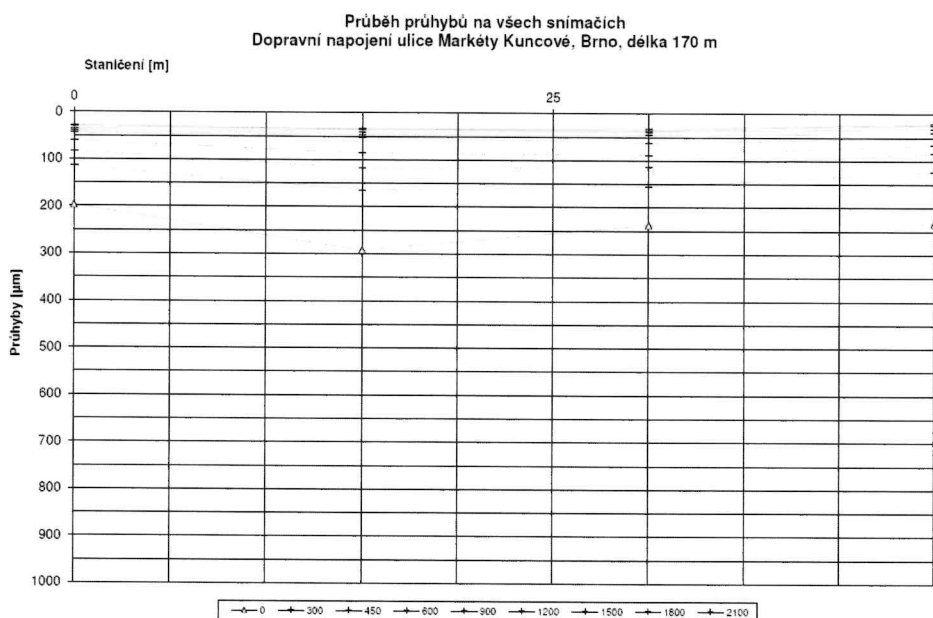 Průběh průhybů na všech snímačích
Dopravní napojení ulice Markéty Kuncové, Brno, délka 170 m
Staničení [m]
0 25
0
100
200
300
400
500
600
700
800
900
1000
Průhyby [µm]
0 300 450 600 900 1200 1500 1800 2100